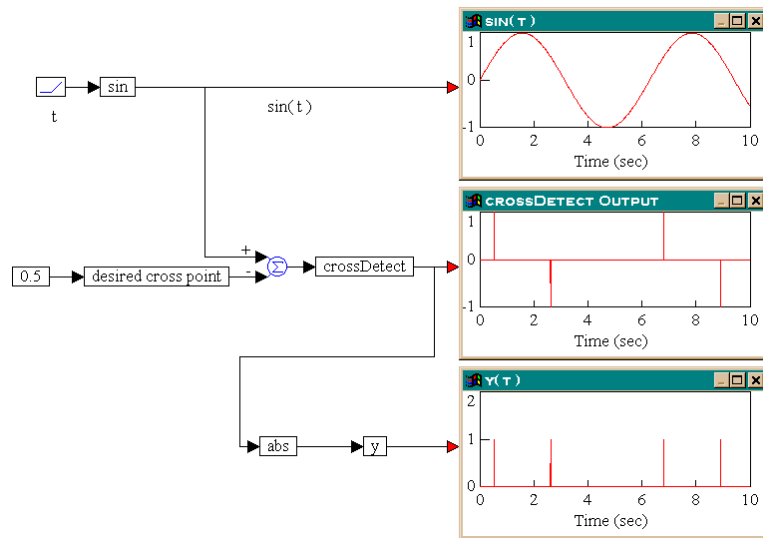 SIN(T)
1
0
-1
0 2 4 6 8 10
Time (sec)
sin
t
sin(t)
CROSSDETECT OUTPUT
1
0
-1
0 2 4 6 8 10
Time (sec)
+
-
Σ
0.5
desired cross point
crossDetect
Y(T)
2
1
0
0 2 4 6 8 10
Time (sec)
abs
y